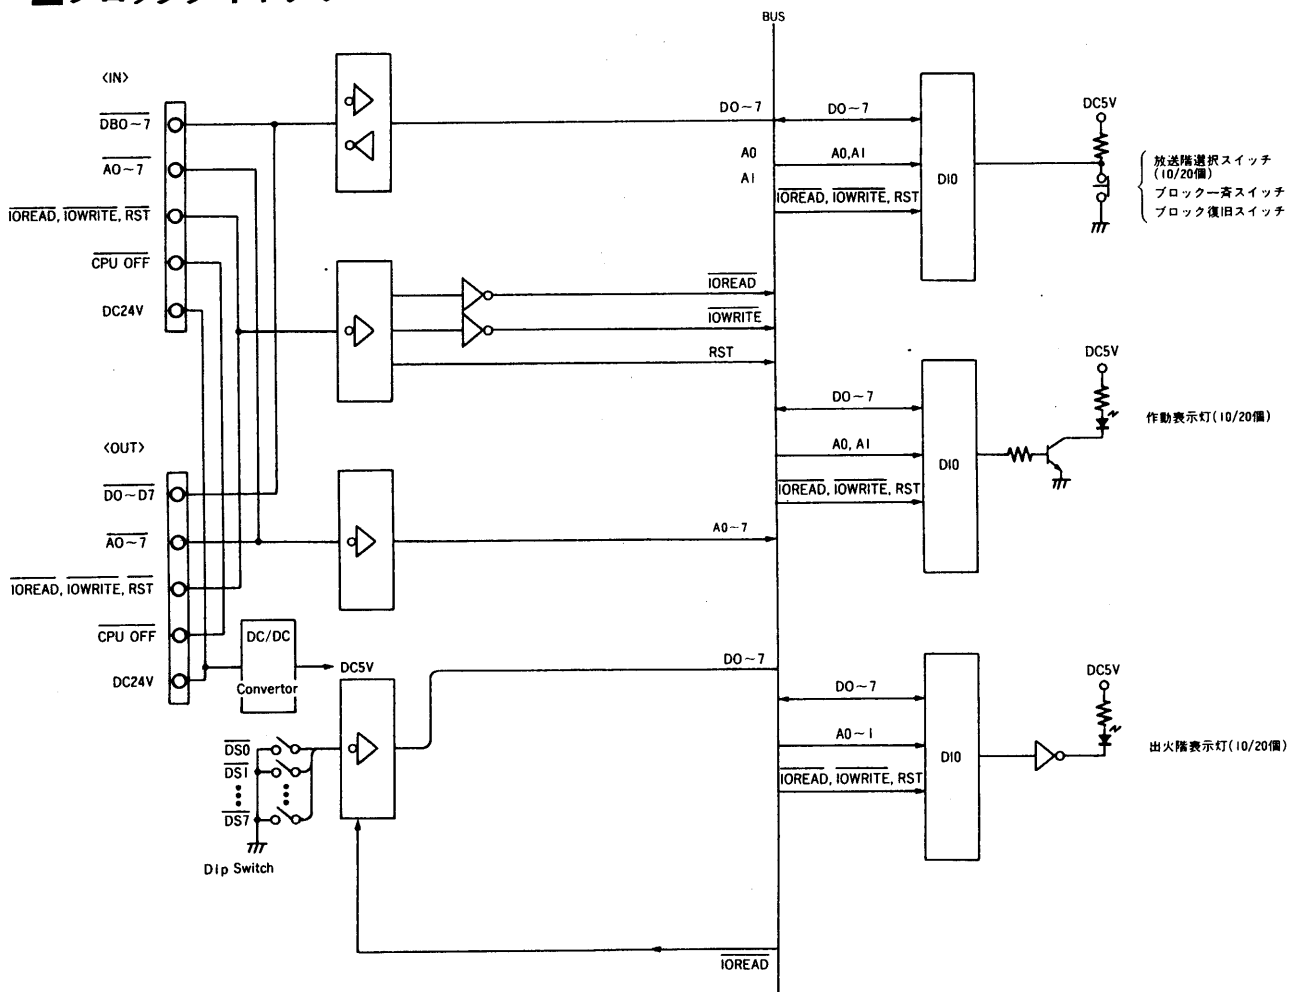 BUS
<IN>
DB0~7
A0~7
IOREAD, IOWRITE, RST
CPU OFF
DC24V
<OUT>
D0~D7
A0~7
IOREAD, IOWRITE, RST
CPU OFF
DC24V
DC/DC
Convertor
DC5V
DS0
DS1
DS7
Dip Switch
D0~7
A0
A1
IOREAD
IOWRITE
RST
A0~7
D0~7
IOREAD
D0~7
A0,A1
IOREAD, IOWRITE, RST
DIO
DC5V
放送階選択スイッチ
(10/20個)
ブロック一斉スイッチ
ブロック復旧スイッチ
D0~7
A0, A1
IOREAD, IOWRITE, RST
DIO
DC5V
作動表示灯(10/20個)
D0~7
A0~1
IOREAD, IOWRITE, RST
DIO
DC5V
出火階表示灯(10/20個)